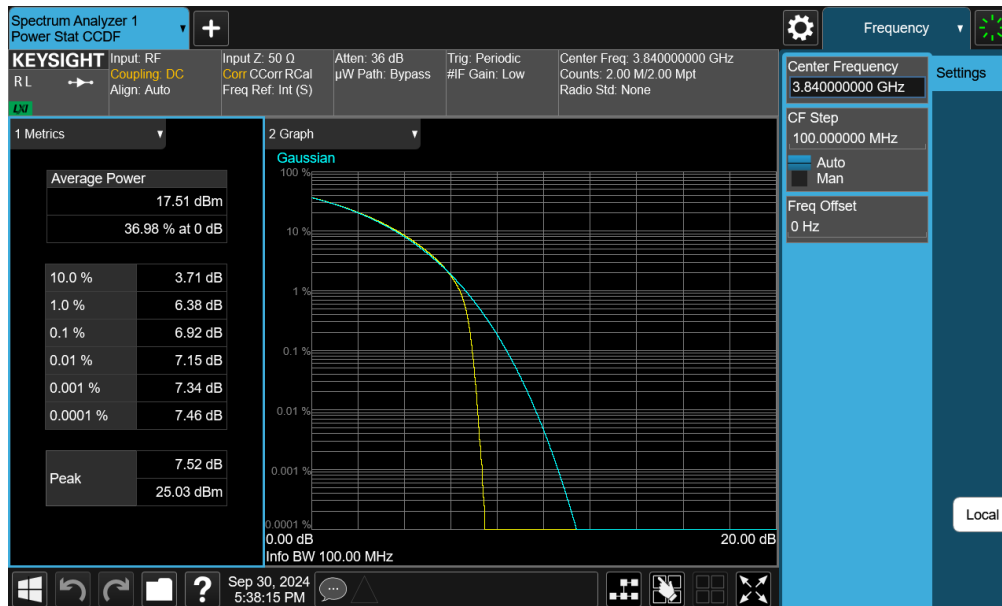 Spectrum Analyzer 1
Power Stat CCDF
+
Frequency
KEYSIGHT
R L
LXI
Input: RF
Coupling: DC
Align: Auto
Input Z: 50 Ω
Corr CCorr RCal
Freq Ref: Int (S)
Atten: 36 dB
µW Path: Bypass
Trig: Periodic
#IF Gain: Low
Center Freq: 3.840000000 GHz
Counts: 2.00 M/2.00 Mpt
Radio Std: None
Center Frequency
3.840000000 GHz
Settings
CF Step
100.000000 MHz
Auto
Man
Freq Offset
0 Hz
Local
1 Metrics
Average Power
17.51 dBm
36.98 % at 0 dB
10.0 % 3.71 dB
1.0 % 6.38 dB
0.1 % 6.92 dB
0.01 % 7.15 dB
0.001 % 7.34 dB
0.0001 % 7.46 dB
Peak
7.52 dB
25.03 dBm
2 Graph
Gaussian
100 %
10 %
1 %
0.1 %
0.01 %
0.001 %
0.0001 %
0.00 dB 20.00 dB
Info BW 100.00 MHz
?
Sep 30, 2024
5:38:15 PM